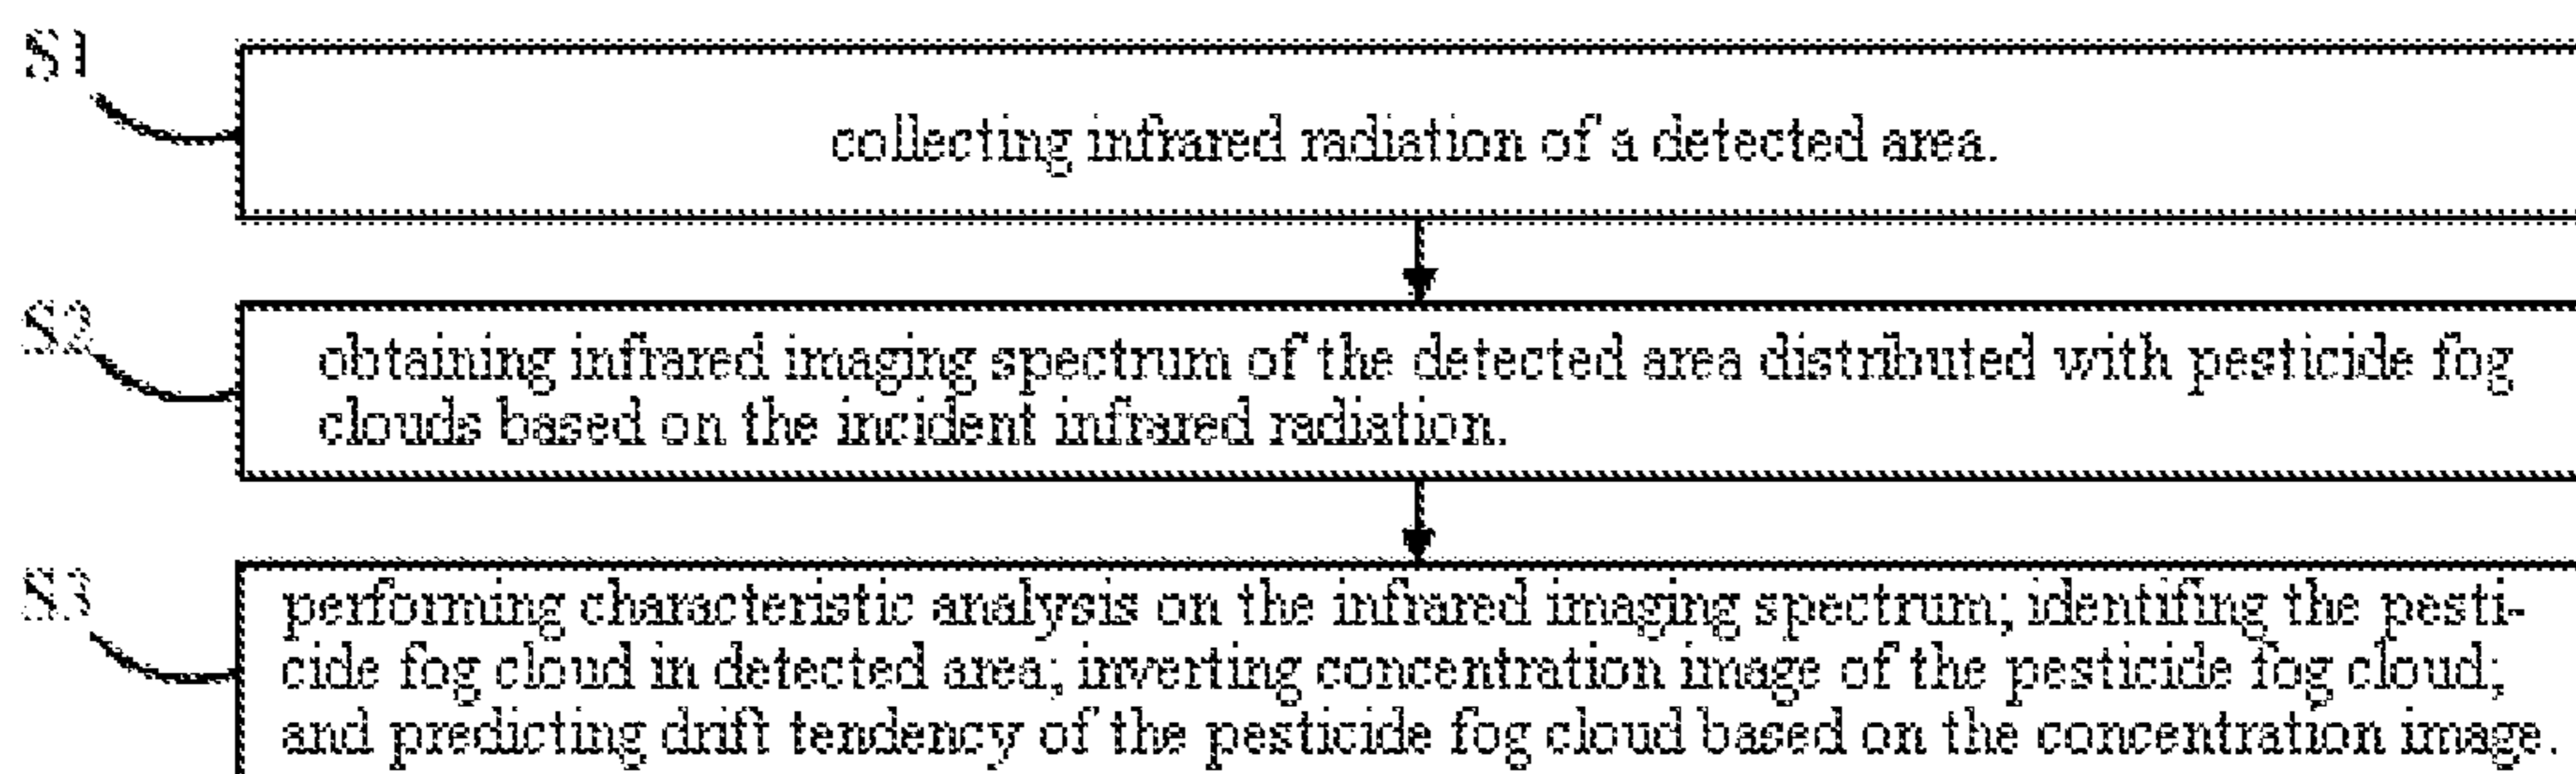 S1
collecting infrared radiation of a detected area.
S2
obtaining infrared imaging spectrum of the detected area distributed with pesticide fog
clouds based on the incident infrared radiation.
S3
performing characteristic analysis on the infrared imaging spectrum; identifing the pesti-
cide fog cloud in detected area; inverting concentration image of the pesticide fog cloud;
and predicting drift tendency of the pesticide fog cloud based on the concentration image.